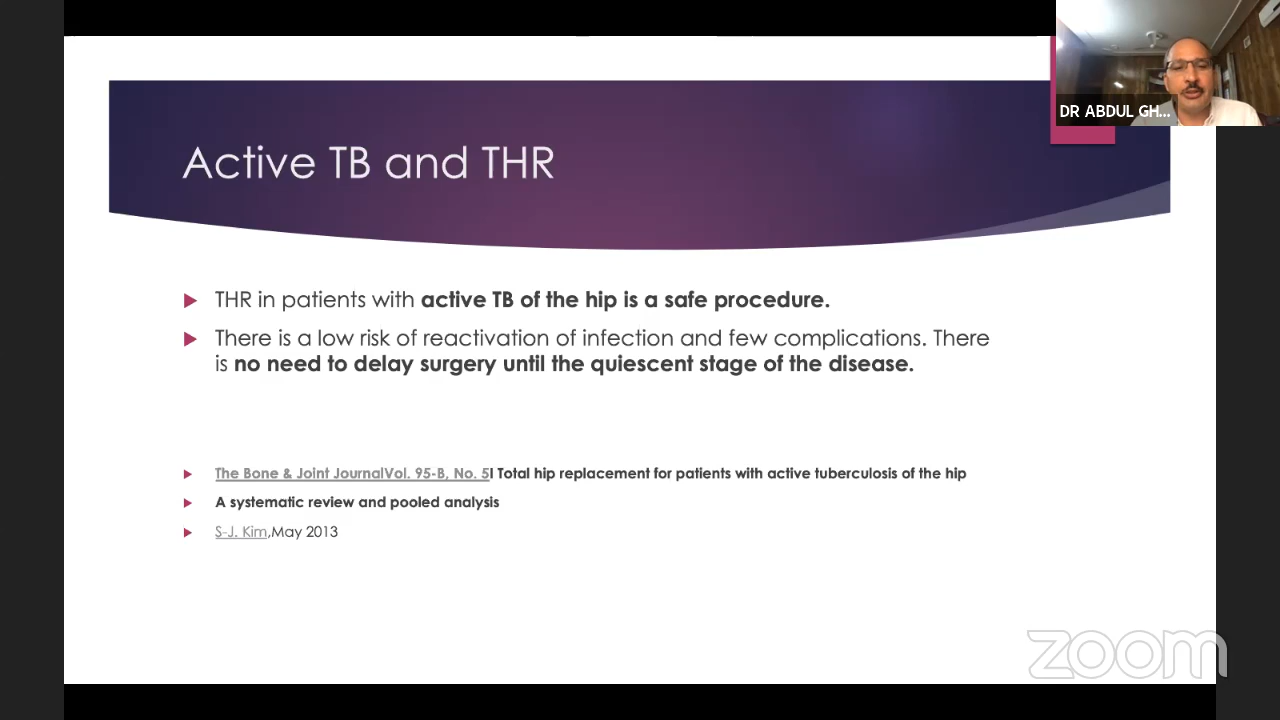 DR ABDUL GH...
Active TB and THR
THR in patients with active TB of the hip is a safe procedure.
There is a low risk of reactivation of infection and few complications. There
is no need to delay surgery until the quiescent stage of the disease.
The Bone & Joint JournalVol. 95-B, No. 5I Total hip replacement for patients with active tuberculosis of the hip
A systematic review and pooled analysis
S-J. Kim,May 2013
zoom